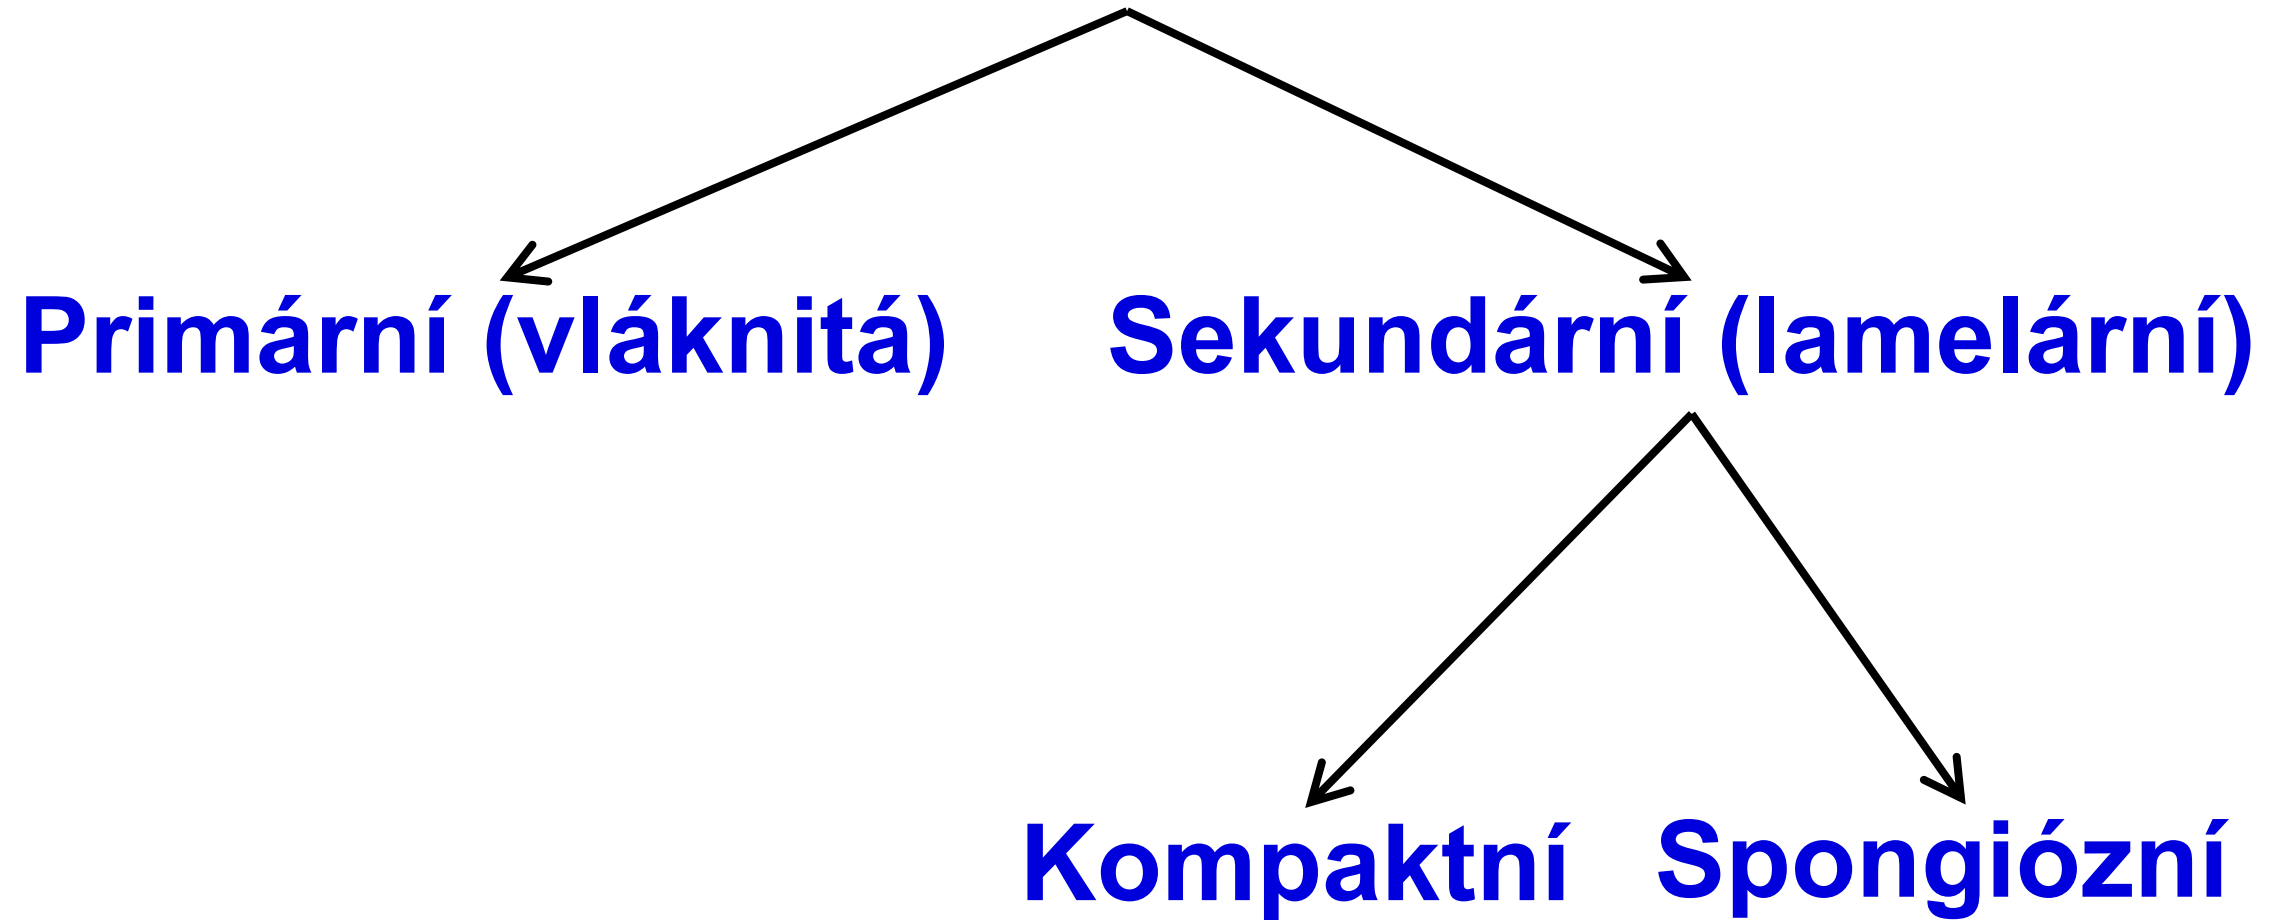 Primární (vláknitá) Sekundární (lamelární)
Kompaktní Spongiózní